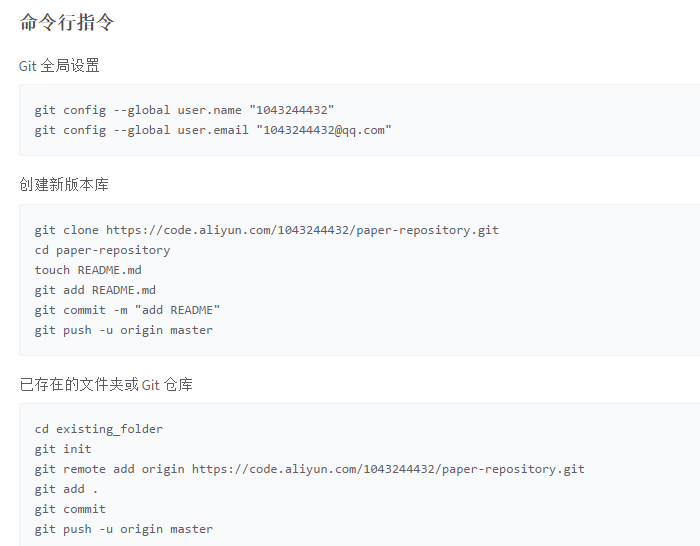 命令行指令
Git 全局设置
git config --global user.name "1043244432"
git config --global user.email "1043244432@qq.com"
创建新版本库
git clone https://code.aliyun.com/1043244432/paper-repository.git
cd paper-repository
touch README.md
git add README.md
git commit -m "add README"
git push -u origin master
已存在的文件夹或 Git 仓库
cd existing_folder
git init
git remote add origin https://code.aliyun.com/1043244432/paper-repository.git
git add .
git commit
git push -u origin master